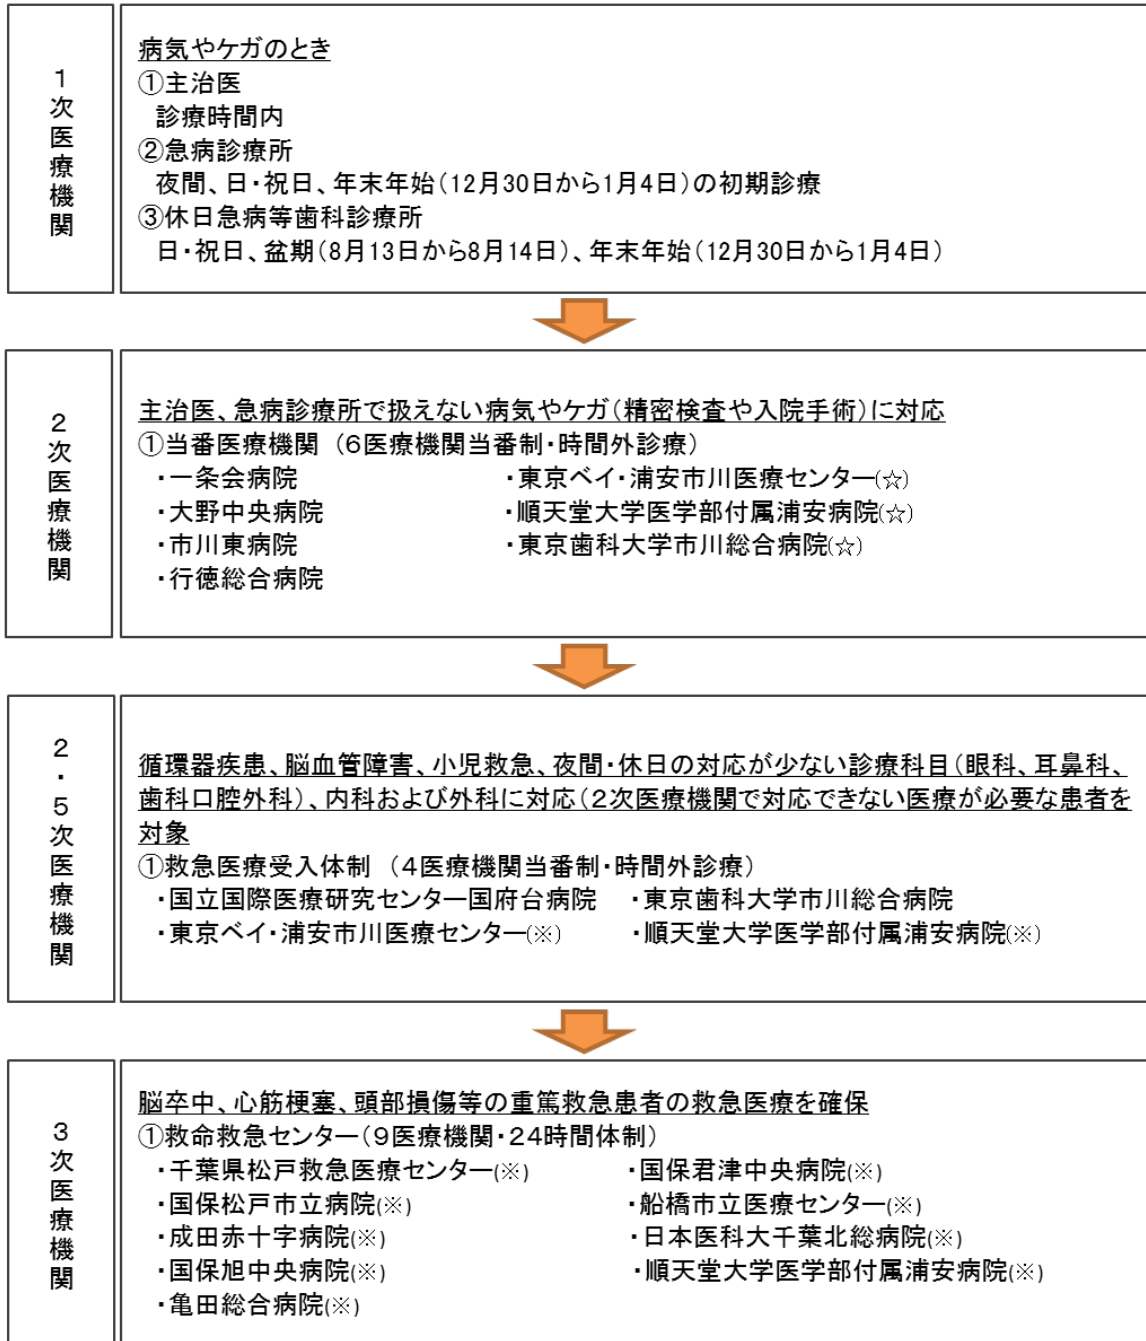 1次医療機関
病気やケガのとき
①主治医
診療時間内
②急病診療所
夜間、日・祝日、年末年始（12月30日から1月4日）の初期診療
③休日急病等歯科診療所
日・祝日、盆期（8月13日から8月14日）、年末年始（12月30日から1月4日）
2次医療機関
主治医、急病診療所で扱えない病気やケガ（精密検査や入院手術）に対応
①当番医療機関 （6医療機関当番制・時間外診療）
・一条会病院 ・東京ベイ・浦安市川医療センター(☆)
・大野中央病院 ・順天堂大学医学部付属浦安病院(☆)
・市川東病院 ・東京歯科大学市川総合病院(☆)
・行徳総合病院
2・5次医療機関
循環器疾患、脳血管障害、小児救急、夜間・休日の対応が少ない診療科目（眼科、耳鼻科、
歯科口腔外科）、内科および外科に対応（2次医療機関で対応できない医療が必要な患者を
対象
①救急医療受入体制 （4医療機関当番制・時間外診療）
・国立国際医療研究センター国府台病院 ・東京歯科大学市川総合病院
・東京ベイ・浦安市川医療センター(※) ・順天堂大学医学部付属浦安病院(※)
3次医療機関
脳卒中、心筋梗塞、頭部損傷等の重篤救急患者の救急医療を確保
①救命救急センター（9医療機関・24時間体制）
・千葉県松戸救急医療センター(※) ・国保君津中央病院(※)
・国保松戸市立病院(※) ・船橋市立医療センター(※)
・成田赤十字病院(※) ・日本医科大千葉北総病院(※)
・国保旭中央病院(※) ・順天堂大学医学部付属浦安病院(※)
・亀田総合病院(※)